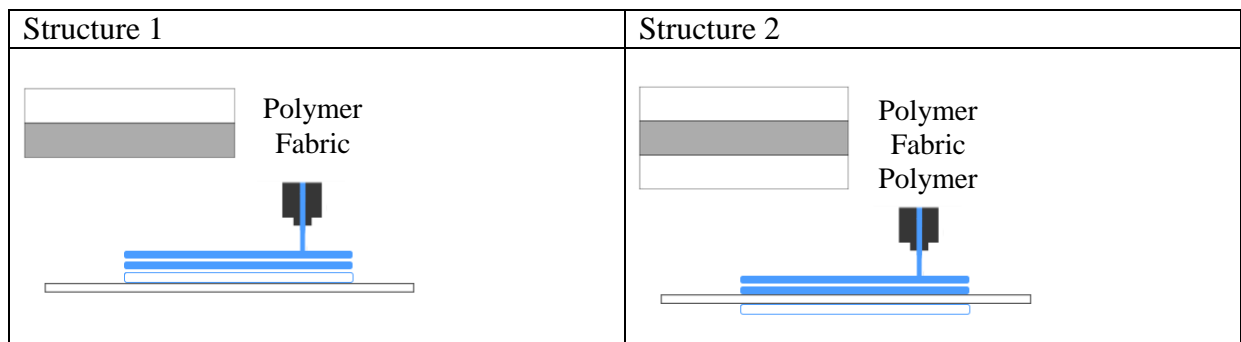 Structure 1
Structure 2
Polymer
Fabric
Polymer
Fabric
Polymer